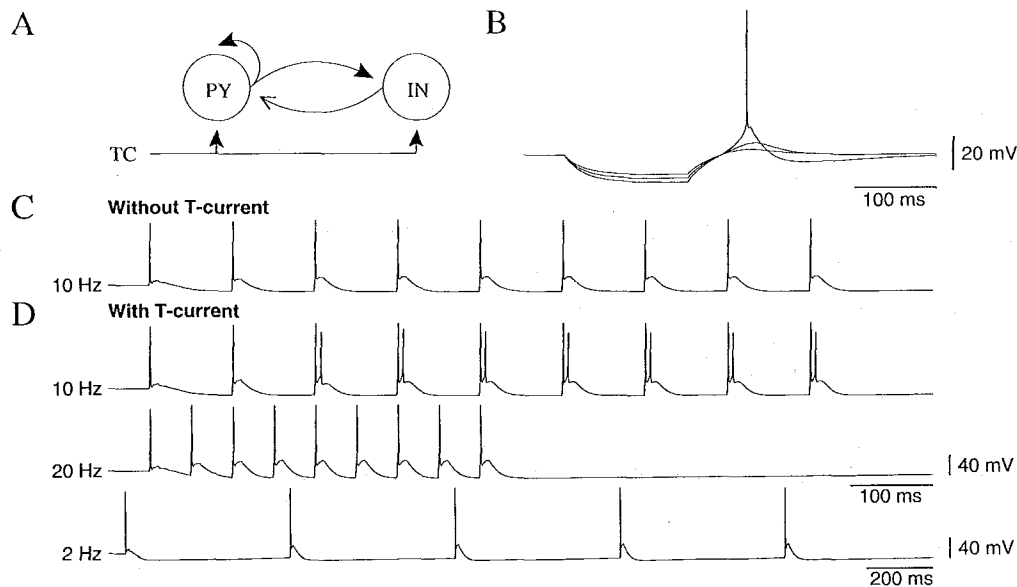 A
PY
IN
TC
B
20 mV
100 ms
C
Without T-current
10 Hz
D
With T-current
10 Hz
20 Hz
40 mV
100 ms
2 Hz
40 mV
200 ms